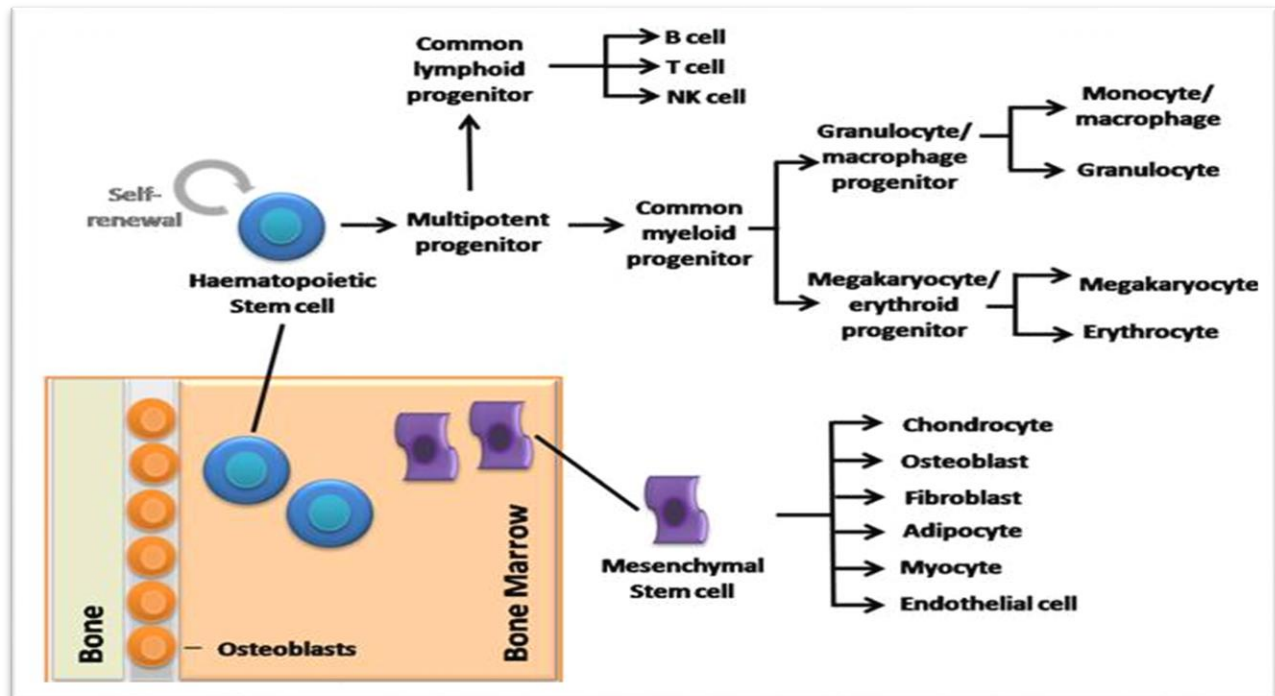 Common
lymphoid
progenitor
B cell
T cell
NK cell
Self-
renewal
Haematopoietic
Stem cell
Multipotent
progenitor
Common
myeloid
progenitor
Granulocyte/
macrophage
progenitor
Monocyte/
macrophage
Granulocyte
Megakaryocyte/
erythroid
progenitor
Megakaryocyte
Erythrocyte
Bone
Osteoblasts
Bone Marrow
Mesenchymal
Stem cell
Chondrocyte
Osteoblast
Fibroblast
Adipocyte
Myocyte
Endothelial cell